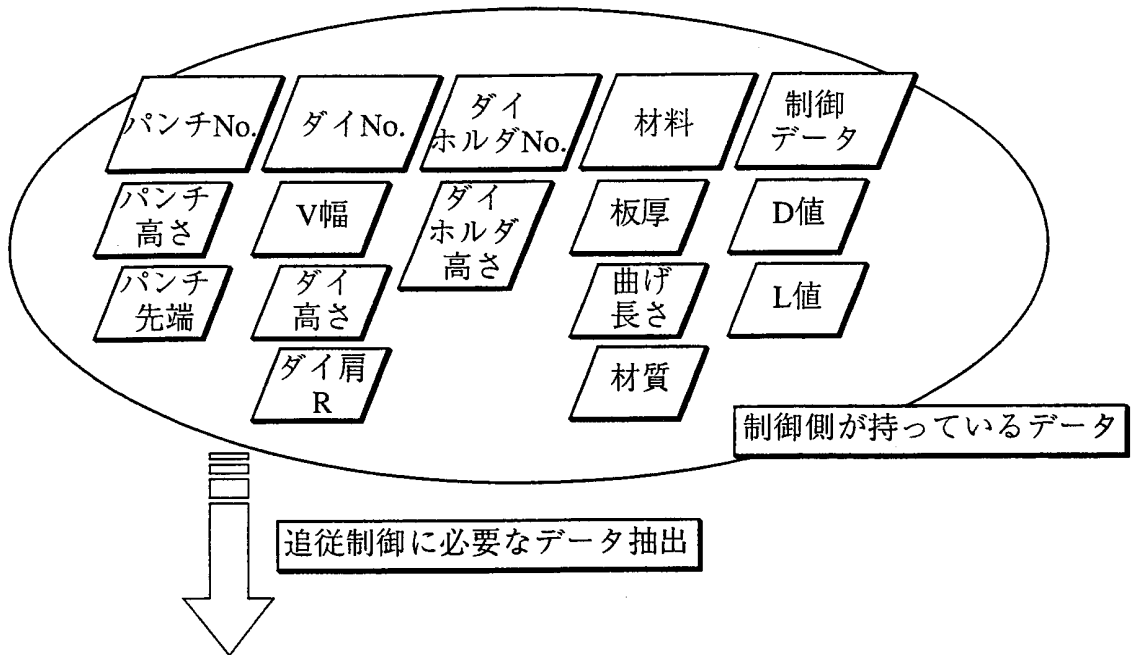 パンチNo.
ダイNo.
ダイ
ホルダNo.
材料
制御
データ
パンチ
高さ
V幅
ダイ
ホルダ
高さ
板厚
D値
パンチ
先端
ダイ
高さ
曲げ
長さ
L値
ダイ肩
R
材質
制御側が持っているデータ
追従制御に必要なデータ抽出